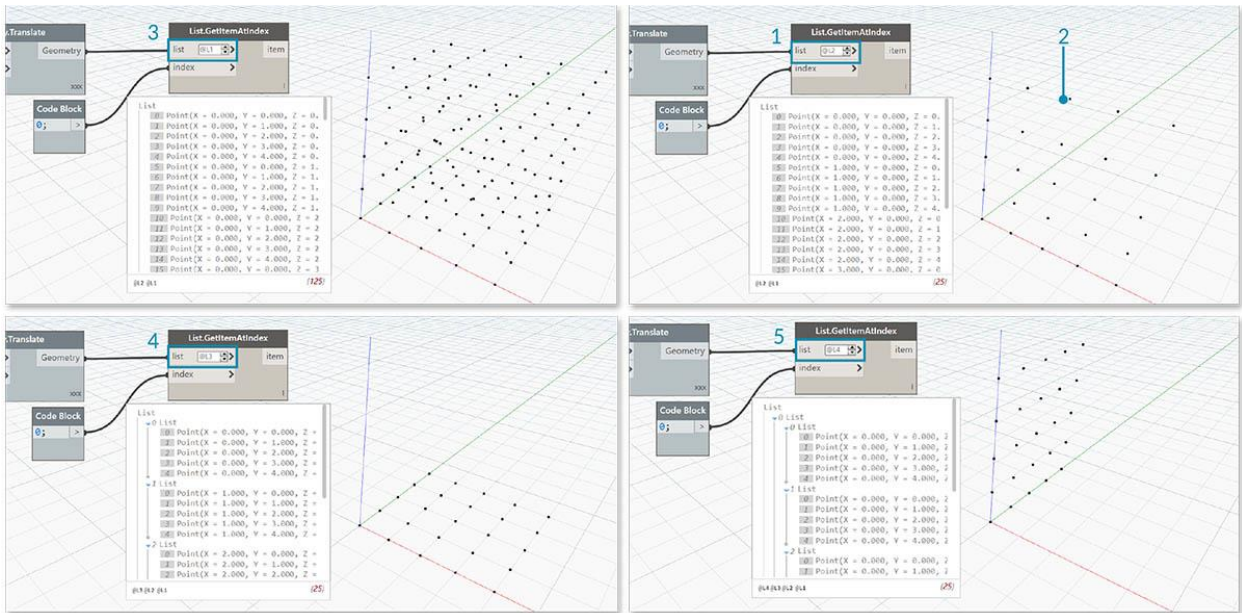 3
.Translate
Geometry
xxx
List.GetItemAtIndex
list @L1 item
index
Code Block
0; >
List
0 Point(X = 0.000, Y = 0.000, Z = 0.
1 Point(X = 0.000, Y = 1.000, Z = 0.
2 Point(X = 0.000, Y = 2.000, Z = 0.
3 Point(X = 0.000, Y = 3.000, Z = 0.
4 Point(X = 0.000, Y = 4.000, Z = 0.
5 Point(X = 0.000, Y = 0.000, Z = 1.
6 Point(X = 0.000, Y = 1.000, Z = 1.
7 Point(X = 0.000, Y = 2.000, Z = 1.
8 Point(X = 0.000, Y = 3.000, Z = 1.
9 Point(X = 0.000, Y = 4.000, Z = 1.
10 Point(X = 0.000, Y = 0.000, Z = 2
11 Point(X = 0.000, Y = 1.000, Z = 2
12 Point(X = 0.000, Y = 2.000, Z = 2
13 Point(X = 0.000, Y = 3.000, Z = 2
14 Point(X = 0.000, Y = 4.000, Z = 2
15 Point(X = 0.000, Y = 0.000, Z = 3
@L2 @L1 {125}
1
2
.Translate
Geometry
xxx
List.GetItemAtIndex
list @L2 item
index
Code Block
0; >
List
0 Point(X = 0.000, Y = 0.000, Z = 0.
1 Point(X = 0.000, Y = 0.000, Z = 1.
2 Point(X = 0.000, Y = 0.000, Z = 2.
3 Point(X = 0.000, Y = 0.000, Z = 3.
4 Point(X = 0.000, Y = 0.000, Z = 4.
5 Point(X = 1.000, Y = 0.000, Z = 0.
6 Point(X = 1.000, Y = 0.000, Z = 1.
7 Point(X = 1.000, Y = 0.000, Z = 2.
8 Point(X = 1.000, Y = 0.000, Z = 3.
9 Point(X = 1.000, Y = 0.000, Z = 4.
10 Point(X = 2.000, Y = 0.000, Z = 0
11 Point(X = 2.000, Y = 0.000, Z = 1
12 Point(X = 2.000, Y = 0.000, Z = 2
13 Point(X = 2.000, Y = 0.000, Z = 3
14 Point(X = 2.000, Y = 0.000, Z = 4
15 Point(X = 3.000, Y = 0.000, Z = 0
@L2 @L1 {25}
4
.Translate
Geometry
xxx
List.GetItemAtIndex
list @L3 item
index
Code Block
0; >
List
0 List
0 Point(X = 0.000, Y = 0.000, Z =
1 Point(X = 0.000, Y = 1.000, Z =
2 Point(X = 0.000, Y = 2.000, Z =
3 Point(X = 0.000, Y = 3.000, Z =
4 Point(X = 0.000, Y = 4.000, Z =
1 List
0 Point(X = 1.000, Y = 0.000, Z =
1 Point(X = 1.000, Y = 1.000, Z =
2 Point(X = 1.000, Y = 2.000, Z =
3 Point(X = 1.000, Y = 3.000, Z =
4 Point(X = 1.000, Y = 4.000, Z =
2 List
0 Point(X = 2.000, Y = 0.000, Z =
1 Point(X = 2.000, Y = 1.000, Z =
2 Point(X = 2.000, Y = 2.000, Z =
@L3 @L2 @L1 {25}
5
.Translate
Geometry
xxx
List.GetItemAtIndex
list @L4 item
index
Code Block
0; >
List
0 List
0 List
0 Point(X = 0.000, Y = 0.000, Z
1 Point(X = 0.000, Y = 1.000, Z
2 Point(X = 0.000, Y = 2.000, Z
3 Point(X = 0.000, Y = 3.000, Z
4 Point(X = 0.000, Y = 4.000, Z
1 List
0 Point(X = 0.000, Y = 0.000, Z
1 Point(X = 0.000, Y = 1.000, Z
2 Point(X = 0.000, Y = 2.000, Z
3 Point(X = 0.000, Y = 3.000, Z
4 Point(X = 0.000, Y = 4.000, Z
2 List
0 Point(X = 0.000, Y = 0.000, Z
1 Point(X = 0.000, Y = 1.000, Z
@L4 @L3 @L2 @L1 {25}